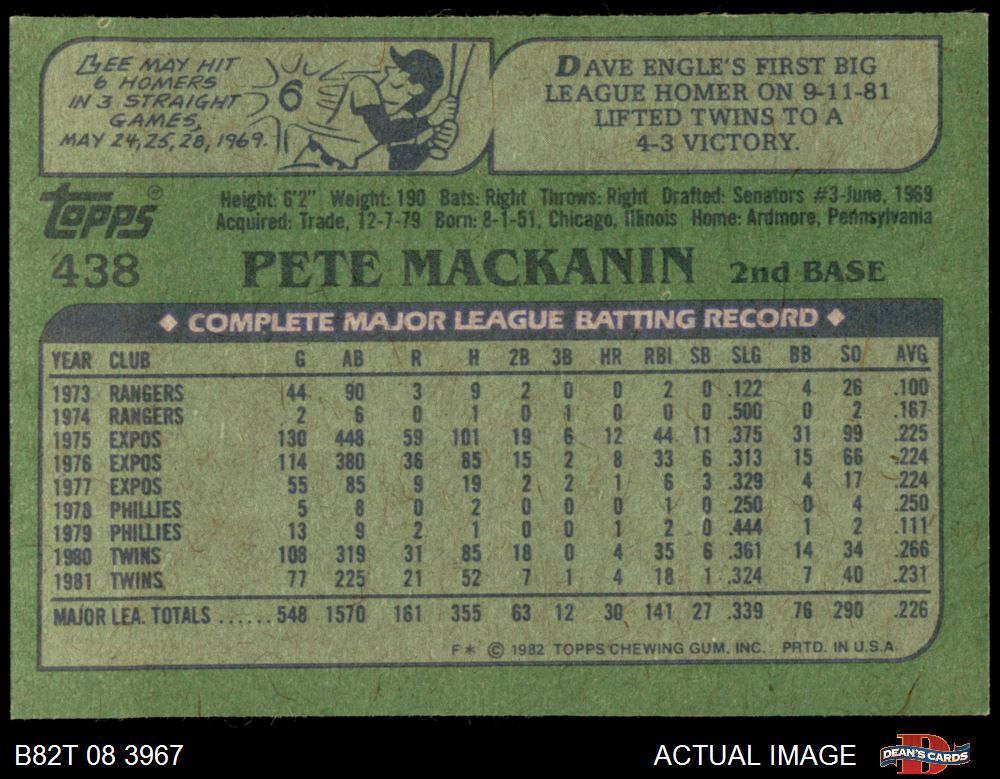 LEE MAY HIT
6 HOMERS
IN 3 STRAIGHT
GAMES,
MAY 24,25,28,1969.
6
DAVE ENGLE'S FIRST BIG
LEAGUE HOMER ON 9-11-81
LIFTED TWINS TO A
4-3 VICTORY.
topps®
Height: 6'2" Weight: 190 Bats: Right Throws: Right Drafted: Senators #3-June, 1969
Acquired: Trade, 12-7-79 Born: 8-1-51, Chicago, Illinois Home: Ardmore, Pennsylvania
438 PETE MACKANIN 2nd BASE
◆ COMPLETE MAJOR LEAGUE BATTING RECORD ◆
YEAR CLUB G AB R H 2B 3B HR RBI SB SLG BB SO AVG
1973 RANGERS 44 90 3 9 2 0 0 2 0 .122 4 26 .100
1974 RANGERS 2 6 0 1 0 1 0 0 0 .500 0 2 .167
1975 EXPOS 130 448 59 101 19 6 12 44 11 .375 31 99 .225
1976 EXPOS 114 380 36 85 15 2 8 33 6 .313 15 66 .224
1977 EXPOS 55 85 9 19 2 2 1 6 3 .329 4 17 .224
1978 PHILLIES 5 8 0 2 0 0 0 1 0 .250 0 4 .250
1979 PHILLIES 13 9 2 1 0 0 1 2 0 .444 1 2 .111
1980 TWINS 108 319 31 85 18 0 4 35 6 .361 14 34 .266
1981 TWINS 77 225 21 52 7 1 4 18 1 .324 7 40 .231
MAJOR LEA. TOTALS ...... 548 1570 161 355 63 12 30 141 27 .339 76 290 .226
F* © 1982 TOPPS CHEWING GUM, INC. PRTD. IN U.S.A.
B82T 08 3967 ACTUAL IMAGE DEAN'S CARDS